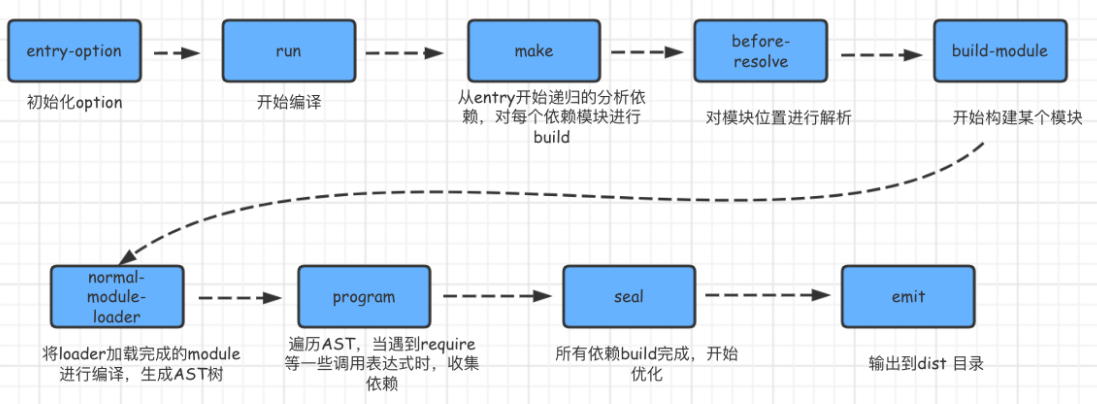 entry-option
run
make
before-
resolve
build-module
初始化option
开始编译
从entry开始递归的分析依
赖，对每个依赖模块进行
build
对模块位置进行解析
开始构建某个模块
normal-
module-
loader
program
seal
emit
将loader加载完成的module
进行编译，生成AST树
遍历AST，当遇到require
等一些调用表达式时，收集
依赖
所有依赖build完成，开始
优化
输出到dist 目录